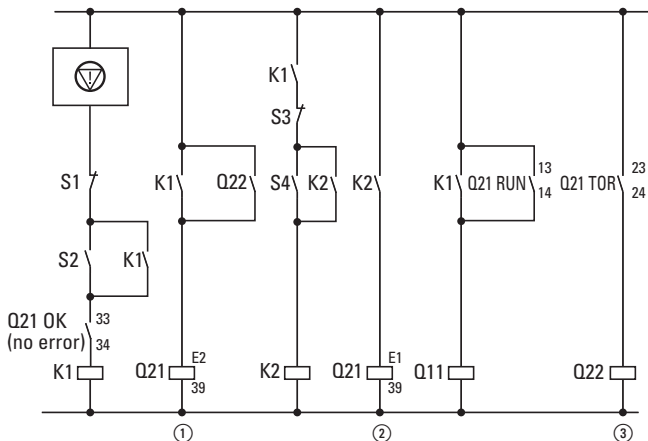 K1
S3
S1
K1
Q22
S4
K2
K2
K1
Q21 RUN
13
14
Q21 TOR
23
24
S2
K1
Q21 OK
(no error)
33
34
K1
Q21
E2
39
K2
Q21
E1
39
Q11
Q22
①
②
③